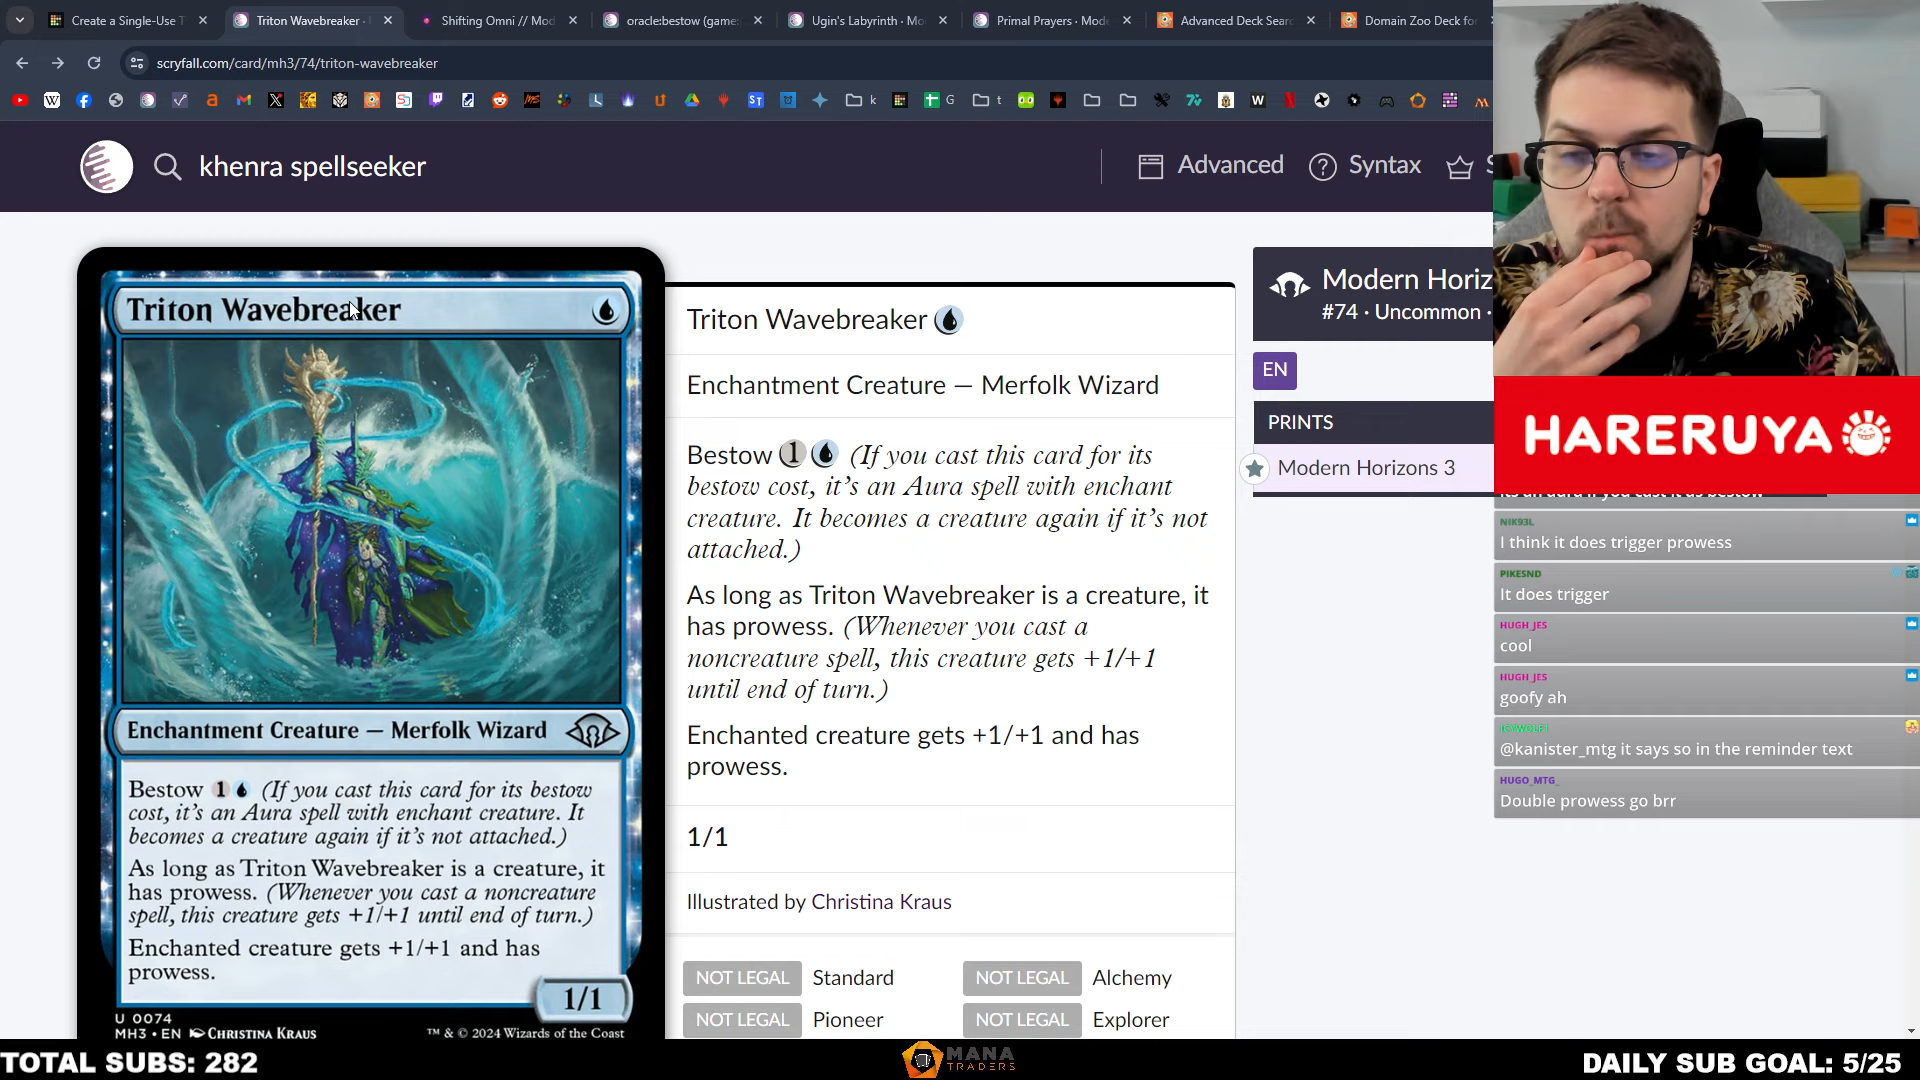 Create a Single-Use T
Triton Wavebreaker ·
Shifting Omni // Mod
oracle:bestow (game:
Ugin's Labyrinth · Mo
Primal Prayers · Mod
Advanced Deck Sear
Domain Zoo Deck for
scryfall.com/card/mh3/74/triton-wavebreaker
k
G
t
khenra spellseeker
Advanced
Syntax
S
Triton Wavebreaker
Enchantment Creature — Merfolk Wizard
Bestow 1 (If you cast this card for its bestow
cost, it's an Aura spell with enchant creature. It
becomes a creature again if it's not attached.)
As long as Triton Wavebreaker is a creature, it
has prowess. (Whenever you cast a noncreature
spell, this creature gets +1/+1 until end of turn.)
Enchanted creature gets +1/+1 and has
prowess.
1/1
U 0074
MH3 • EN CHRISTINA KRAUS
™ & © 2024 Wizards of the Coast
Triton Wavebreaker
Enchantment Creature — Merfolk Wizard
Bestow 1 (If you cast this card for its
bestow cost, it's an Aura spell with enchant
creature. It becomes a creature again if it's not
attached.)
As long as Triton Wavebreaker is a creature, it
has prowess. (Whenever you cast a
noncreature spell, this creature gets +1/+1
until end of turn.)
Enchanted creature gets +1/+1 and has
prowess.
1/1
Illustrated by Christina Kraus
NOT LEGAL Standard
NOT LEGAL Alchemy
NOT LEGAL Pioneer
NOT LEGAL Explorer
Modern Horiz
#74 · Uncommon ·
EN
PRINTS
Modern Horizons 3
HARERUYA
NIK93L
I think it does trigger prowess
PIKESND
It does trigger
HUGH_JES
cool
HUGH_JES
goofy ah
@kanister_mtg it says so in the reminder text
HUGO_MTG_
Double prowess go brr
TOTAL SUBS: 282
MANA
TRADERS
DAILY SUB GOAL: 5/25